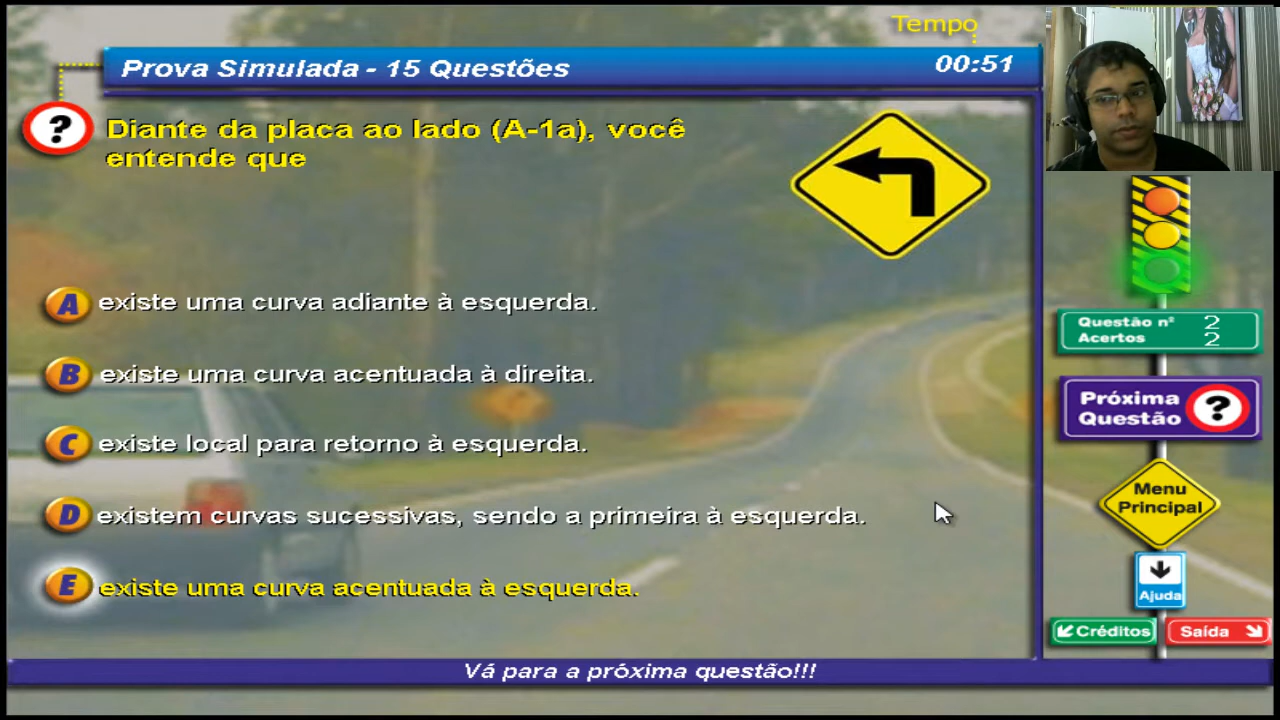 Tempo
Prova Simulada - 15 Questões
00:51
?
Diante da placa ao lado (A-1a), você
entende que
A existe uma curva adiante à esquerda.
B existe uma curva acentuada à direita.
C existe local para retorno à esquerda.
D existem curvas sucessivas, sendo a primeira à esquerda.
E existe uma curva acentuada à esquerda.
Vá para a próxima questão!!!
Questão nº 2
Acertos 2
Próxima
Questão ?
Menu
Principal
Ajuda
Créditos
Saída